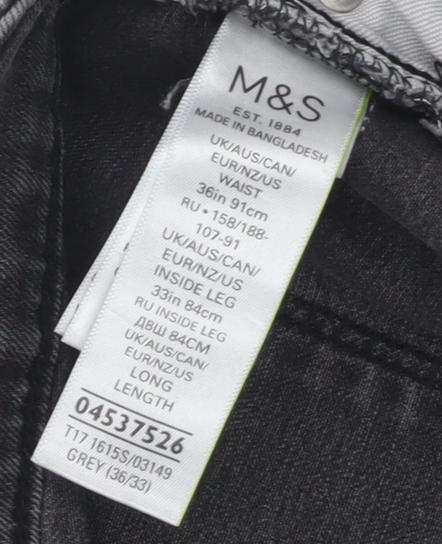 M&S
EST. 1884
MADE IN BANGLADESH
UK/AUS/CAN/
EUR/NZ/US
WAIST
36in 91cm
RU • 158/188-
107-91
UK/AUS/CAN/
EUR/NZ/US
INSIDE LEG
33in 84cm
RU INSIDE LEG
ДВШ 84СМ
UK/AUS/CAN/
EUR/NZ/US
LONG
LENGTH
04537526
T17 1615S/03149
GREY (36/33)